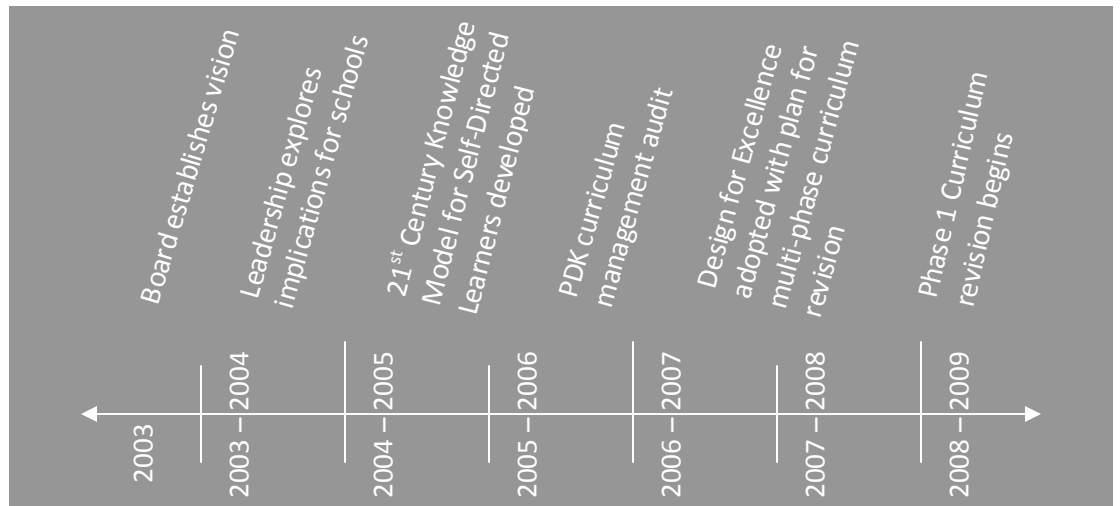 Board establishes vision
Leadership explores
implications for schools
21st Century Knowledge
Model for Self-Directed
Learners developed
PDK curriculum
management audit
Design for Excellence
adopted with plan for
multi-phase curriculum
revision
Phase 1 Curriculum
revision begins
2003
2003 – 2004
2004 – 2005
2005 – 2006
2006 – 2007
2007 – 2008
2008 – 2009